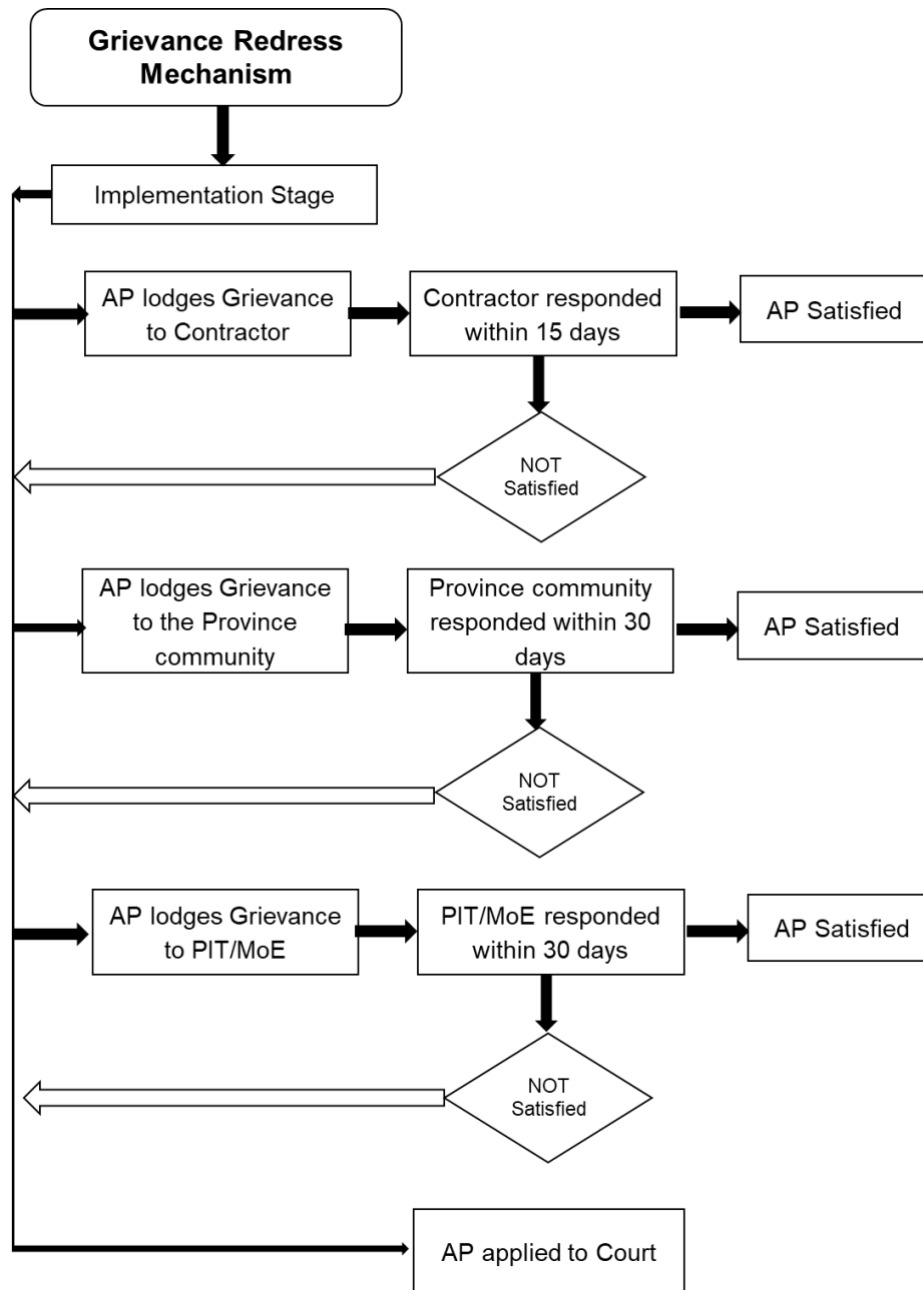 Grievance Redress
Mechanism
Implementation Stage
AP lodges Grievance
to Contractor
Contractor responded
within 15 days
AP Satisfied
NOT
Satisfied
AP lodges Grievance
to the Province
community
Province community
responded within 30
days
AP Satisfied
NOT
Satisfied
AP lodges Grievance
to PIT/MoE
PIT/MoE responded
within 30 days
AP Satisfied
NOT
Satisfied
AP applied to Court